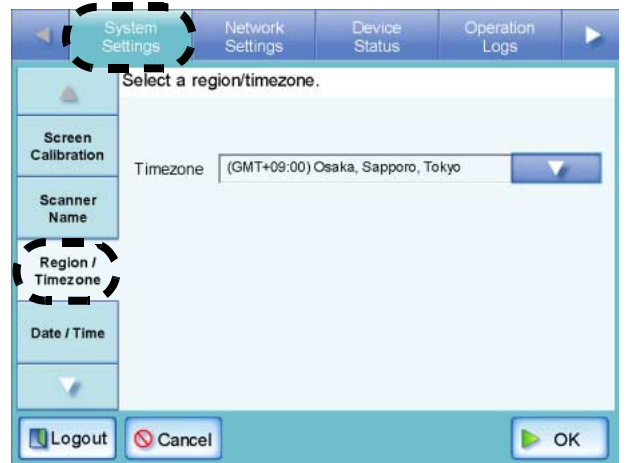 System
Settings
Network
Settings
Device
Status
Operation
Logs
Select a region/timezone.
Screen
Calibration
Timezone
(GMT+09:00) Osaka, Sapporo, Tokyo
Scanner
Name
Region /
Timezone
Date / Time
Logout
Cancel
OK